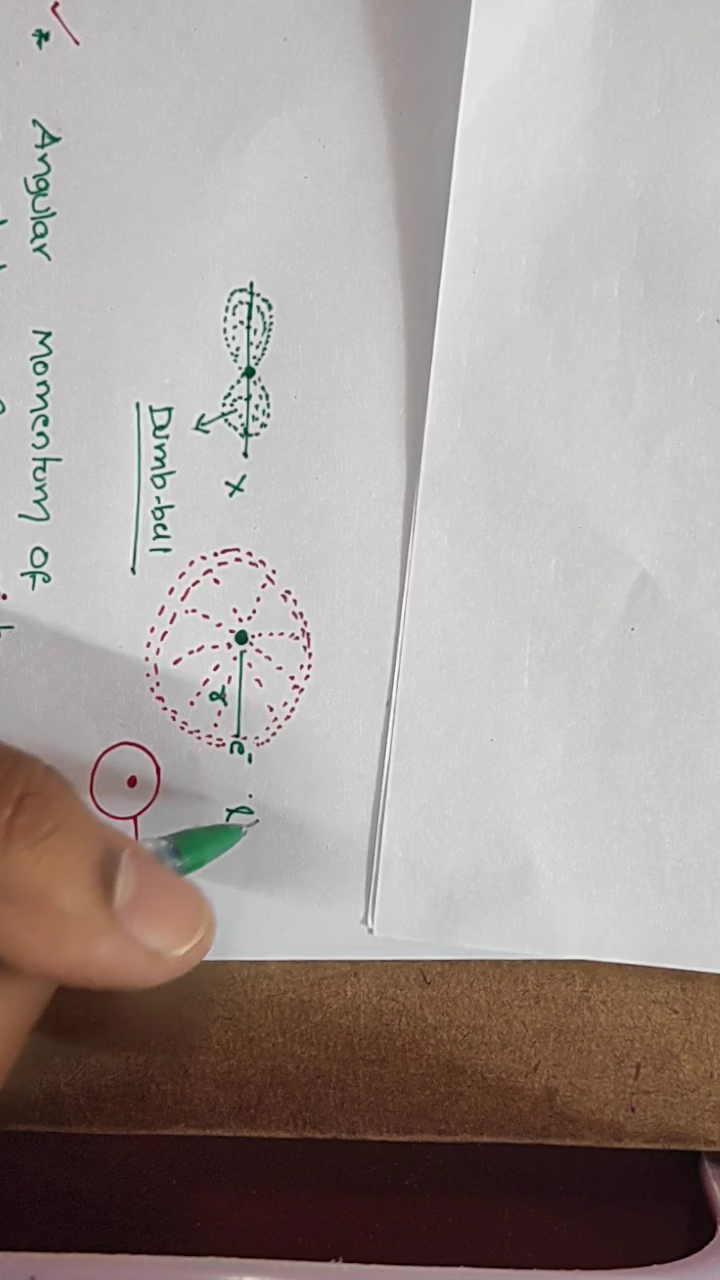 x
r
e⁻
l
Dumb-bell
* Angular Momentum of